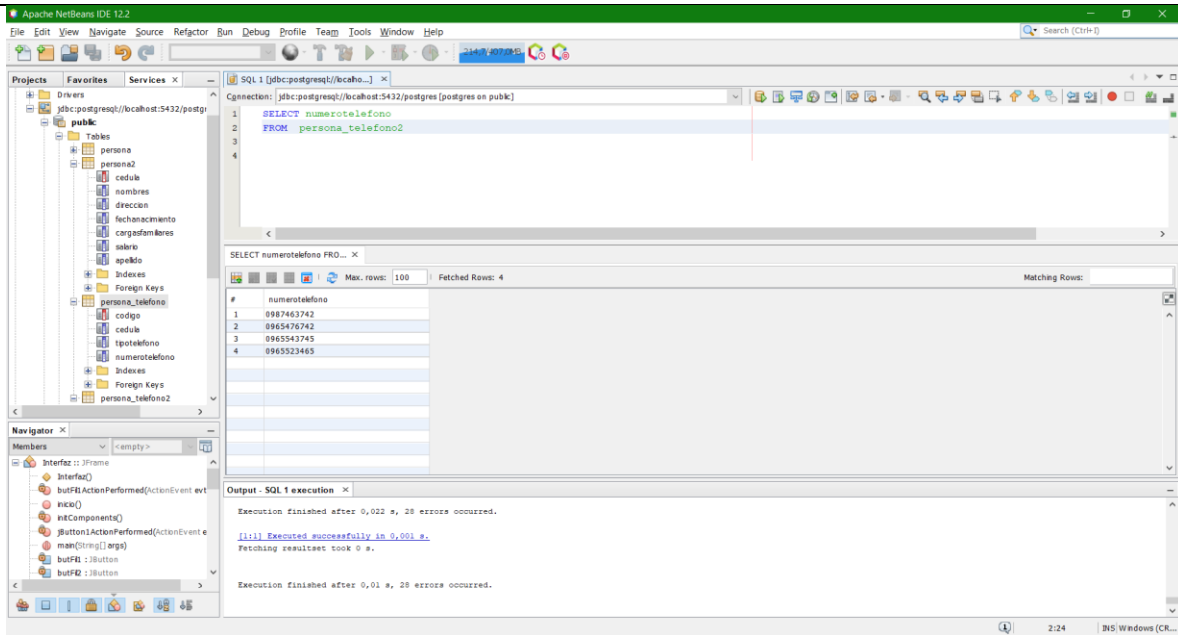 Apache NetBeans IDE 12.2
File Edit View Navigate Source Refactor Run Debug Profile Team Tools Window Help
Search (Ctrl+I)
Projects Favorites Services ×
SQL 1 [jdbc:postgresql://localho...] ×
Connection: jdbc:postgresql://localhost:5432/postgres [postgres on public]
Drivers
jdbc:postgresql://localhost:5432/postgr
public
Tables
persona
persona2
cedula
nombres
direccion
fechanacimiento
cargasfamiliares
salario
apellido
Indexes
Foreign Keys
persona_telefono
codigo
cedula
tipotelefono
numerotelefono
Indexes
Foreign Keys
persona_telefono2
1 SELECT numerotelefono
2 FROM persona_telefono2
3
4
SELECT numerotelefono FRO... ×
Max. rows: 100 Fetched Rows: 4 Matching Rows:
# numerotelefono
1 0987463742
2 0965476742
3 0965543745
4 0965523465
Navigator ×
Members <empty>
Interfaz :: JFrame
Interfaz()
butFil1ActionPerformed(ActionEvent evt
inicio()
initComponents()
jButton1ActionPerformed(ActionEvent e
main(String[] args)
butFil1 : JButton
butFil2 : JButton
Output - SQL 1 execution ×
Execution finished after 0,022 s, 28 errors occurred.
[1:1] Executed successfully in 0,001 s.
Fetching resultset took 0 s.
Execution finished after 0,01 s, 28 errors occurred.
2:24 INS Windows (CR...